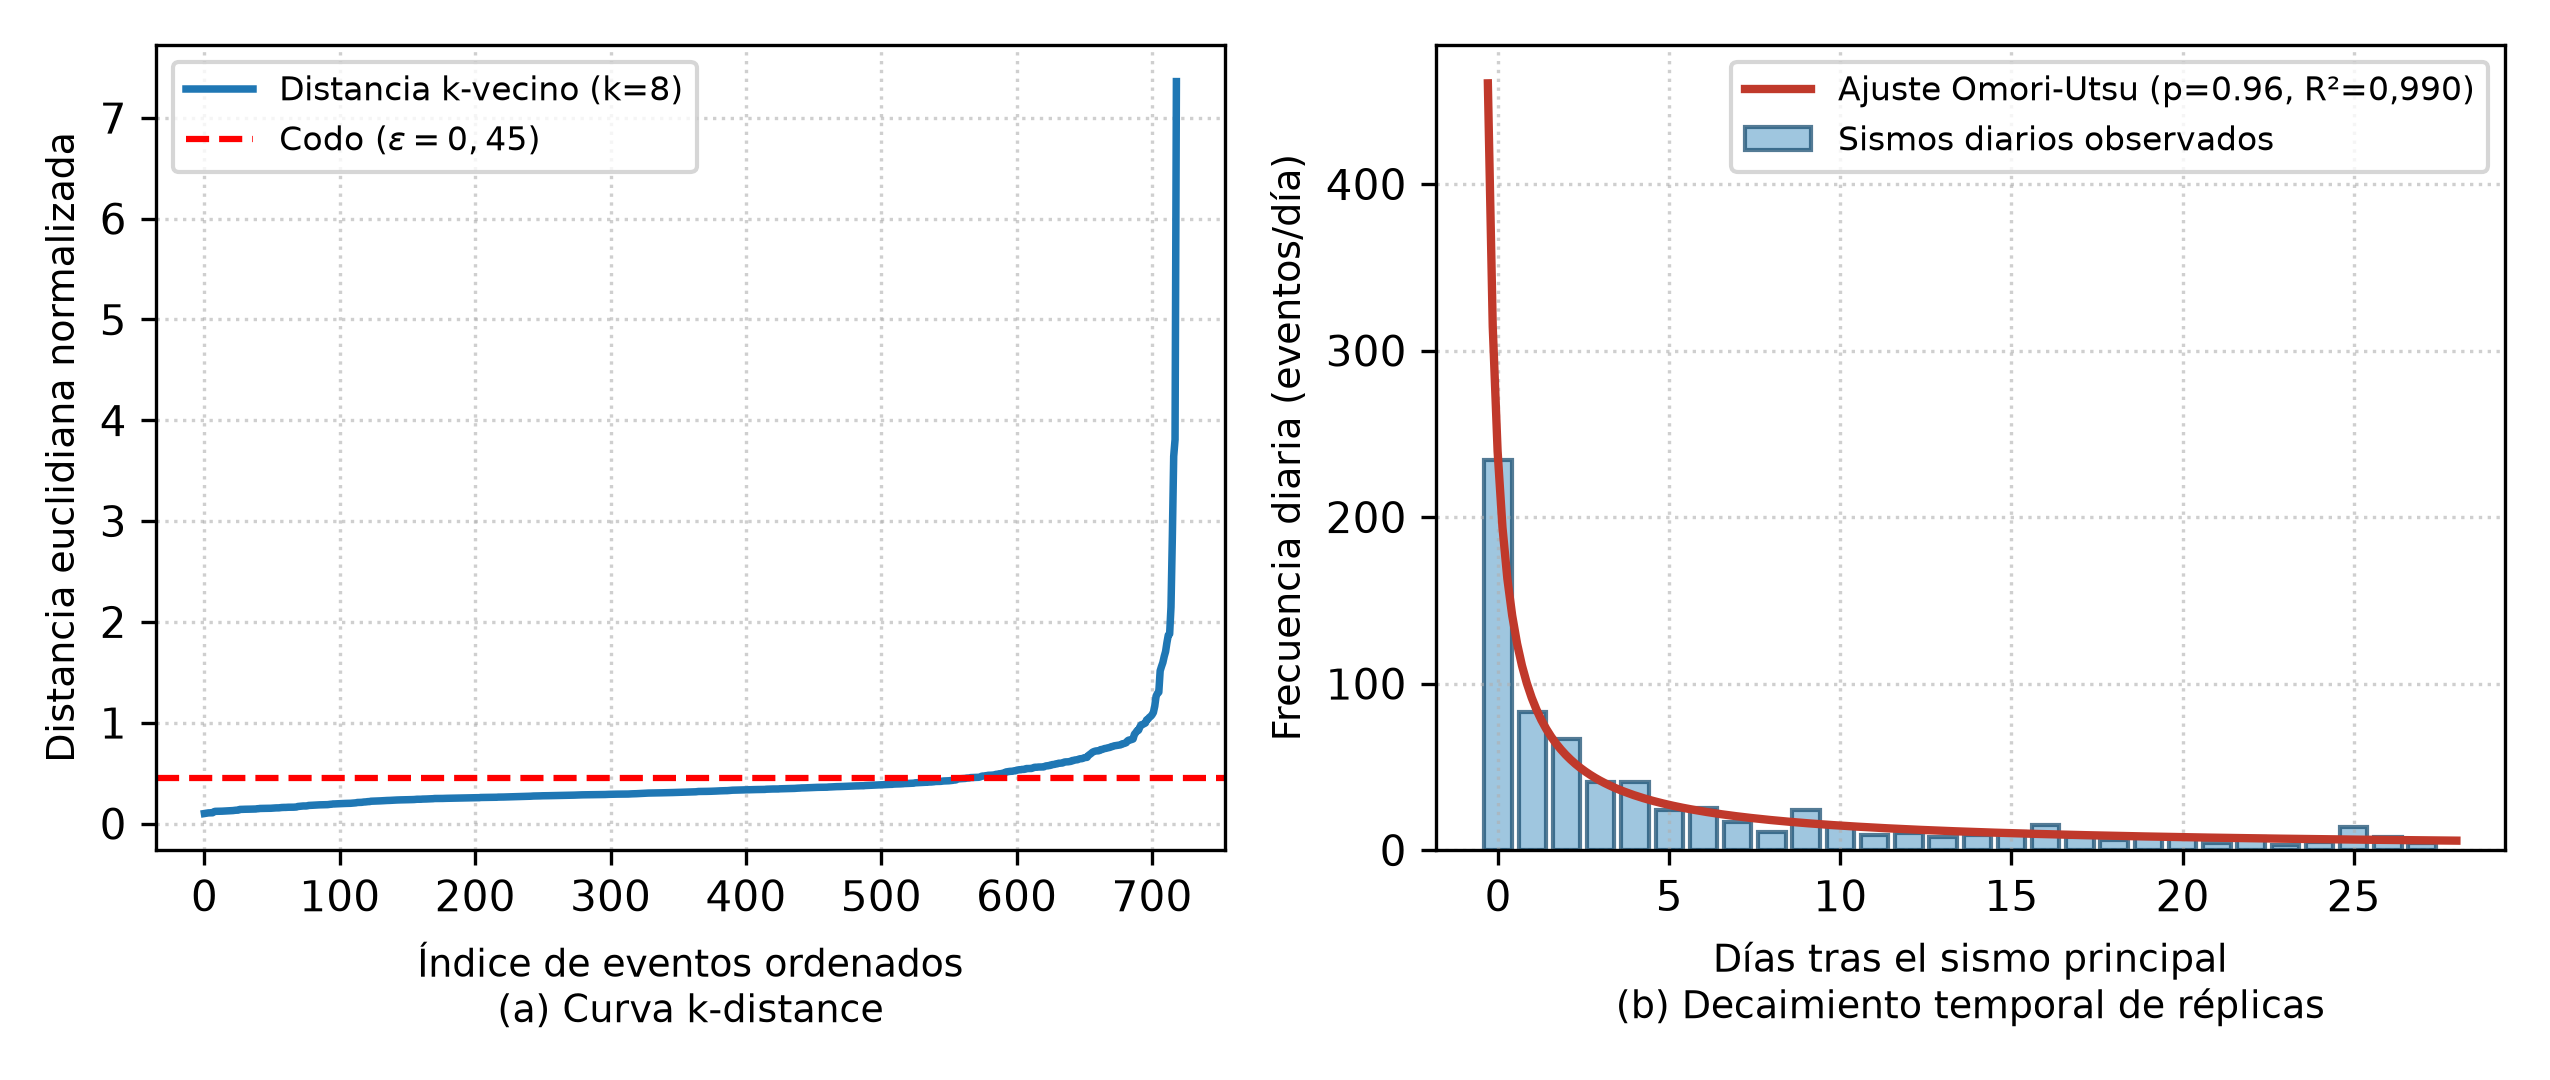 Distancia k-vecino (k=8)
Codo (ε = 0, 45)
Distancia euclidiana normalizada
7
6
5
4
3
2
1
0
0 100 200 300 400 500 600 700
Índice de eventos ordenados
(a) Curva k-distance
Ajuste Omori-Utsu (p=0.96, R²=0,990)
Sismos diarios observados
Frecuencia diaria (eventos/día)
400
300
200
100
0
0 5 10 15 20 25
Días tras el sismo principal
(b) Decaimiento temporal de réplicas